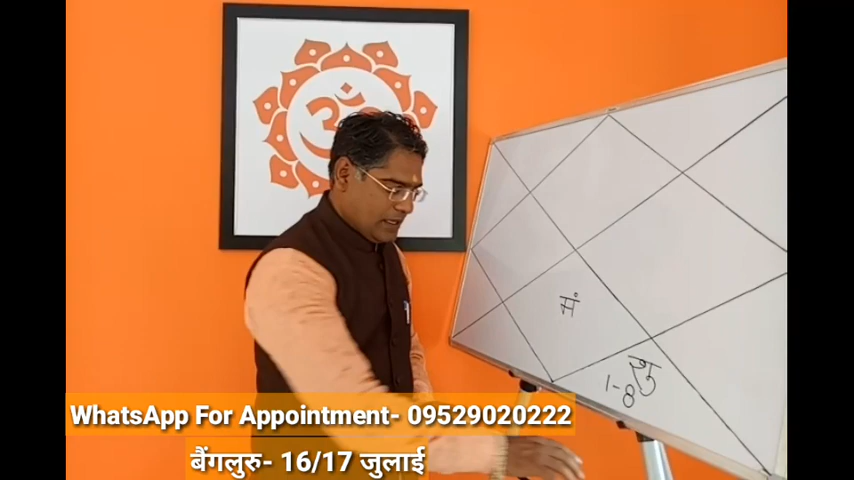 ॐ
मं
शु
1-8
WhatsApp For Appointment- 09529020222
बैंगलुरु- 16/17 जुलाई